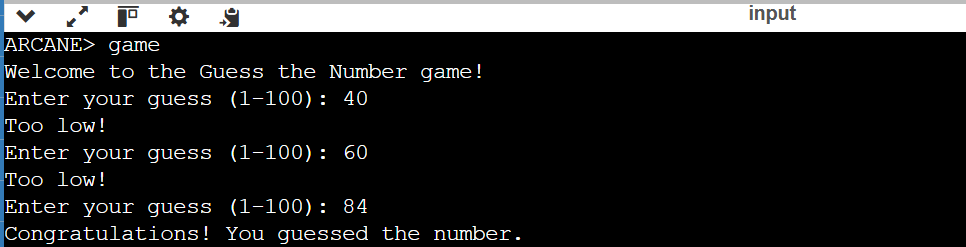 input
ARCANE> game
Welcome to the Guess the Number game!
Enter your guess (1-100): 40
Too low!
Enter your guess (1-100): 60
Too low!
Enter your guess (1-100): 84
Congratulations! You guessed the number.